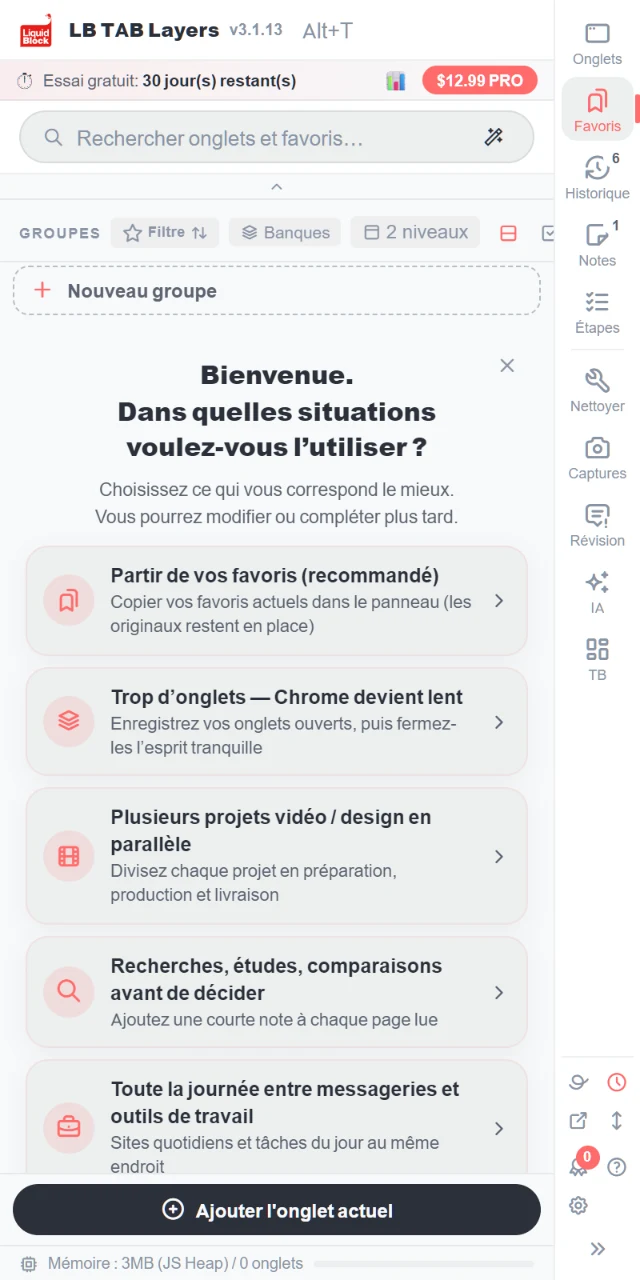 Liquid
Block
LB TAB Layers v3.1.13 Alt+T
Essai gratuit: 30 jour(s) restant(s)
$12.99 PRO
Rechercher onglets et favoris…
GROUPES
Filtre
Banques
2 niveaux
Nouveau groupe
Bienvenue.
Dans quelles situations
voulez-vous l’utiliser ?
Choisissez ce qui vous correspond le mieux.
Vous pourrez modifier ou compléter plus tard.
Partir de vos favoris (recommandé)
Copier vos favoris actuels dans le panneau (les
originaux restent en place)
Trop d’onglets — Chrome devient lent
Enregistrez vos onglets ouverts, puis fermez-
les l’esprit tranquille
Plusieurs projets vidéo / design en
parallèle
Divisez chaque projet en préparation,
production et livraison
Recherches, études, comparaisons
avant de décider
Ajoutez une courte note à chaque page lue
Toute la journée entre messageries et
outils de travail
Sites quotidiens et tâches du jour au même
endroit
Ajouter l'onglet actuel
Mémoire : 3MB (JS Heap) / 0 onglets
Onglets
Favoris
6
Historique
1
Notes
Étapes
Nettoyer
Captures
Révision
IA
TB
0